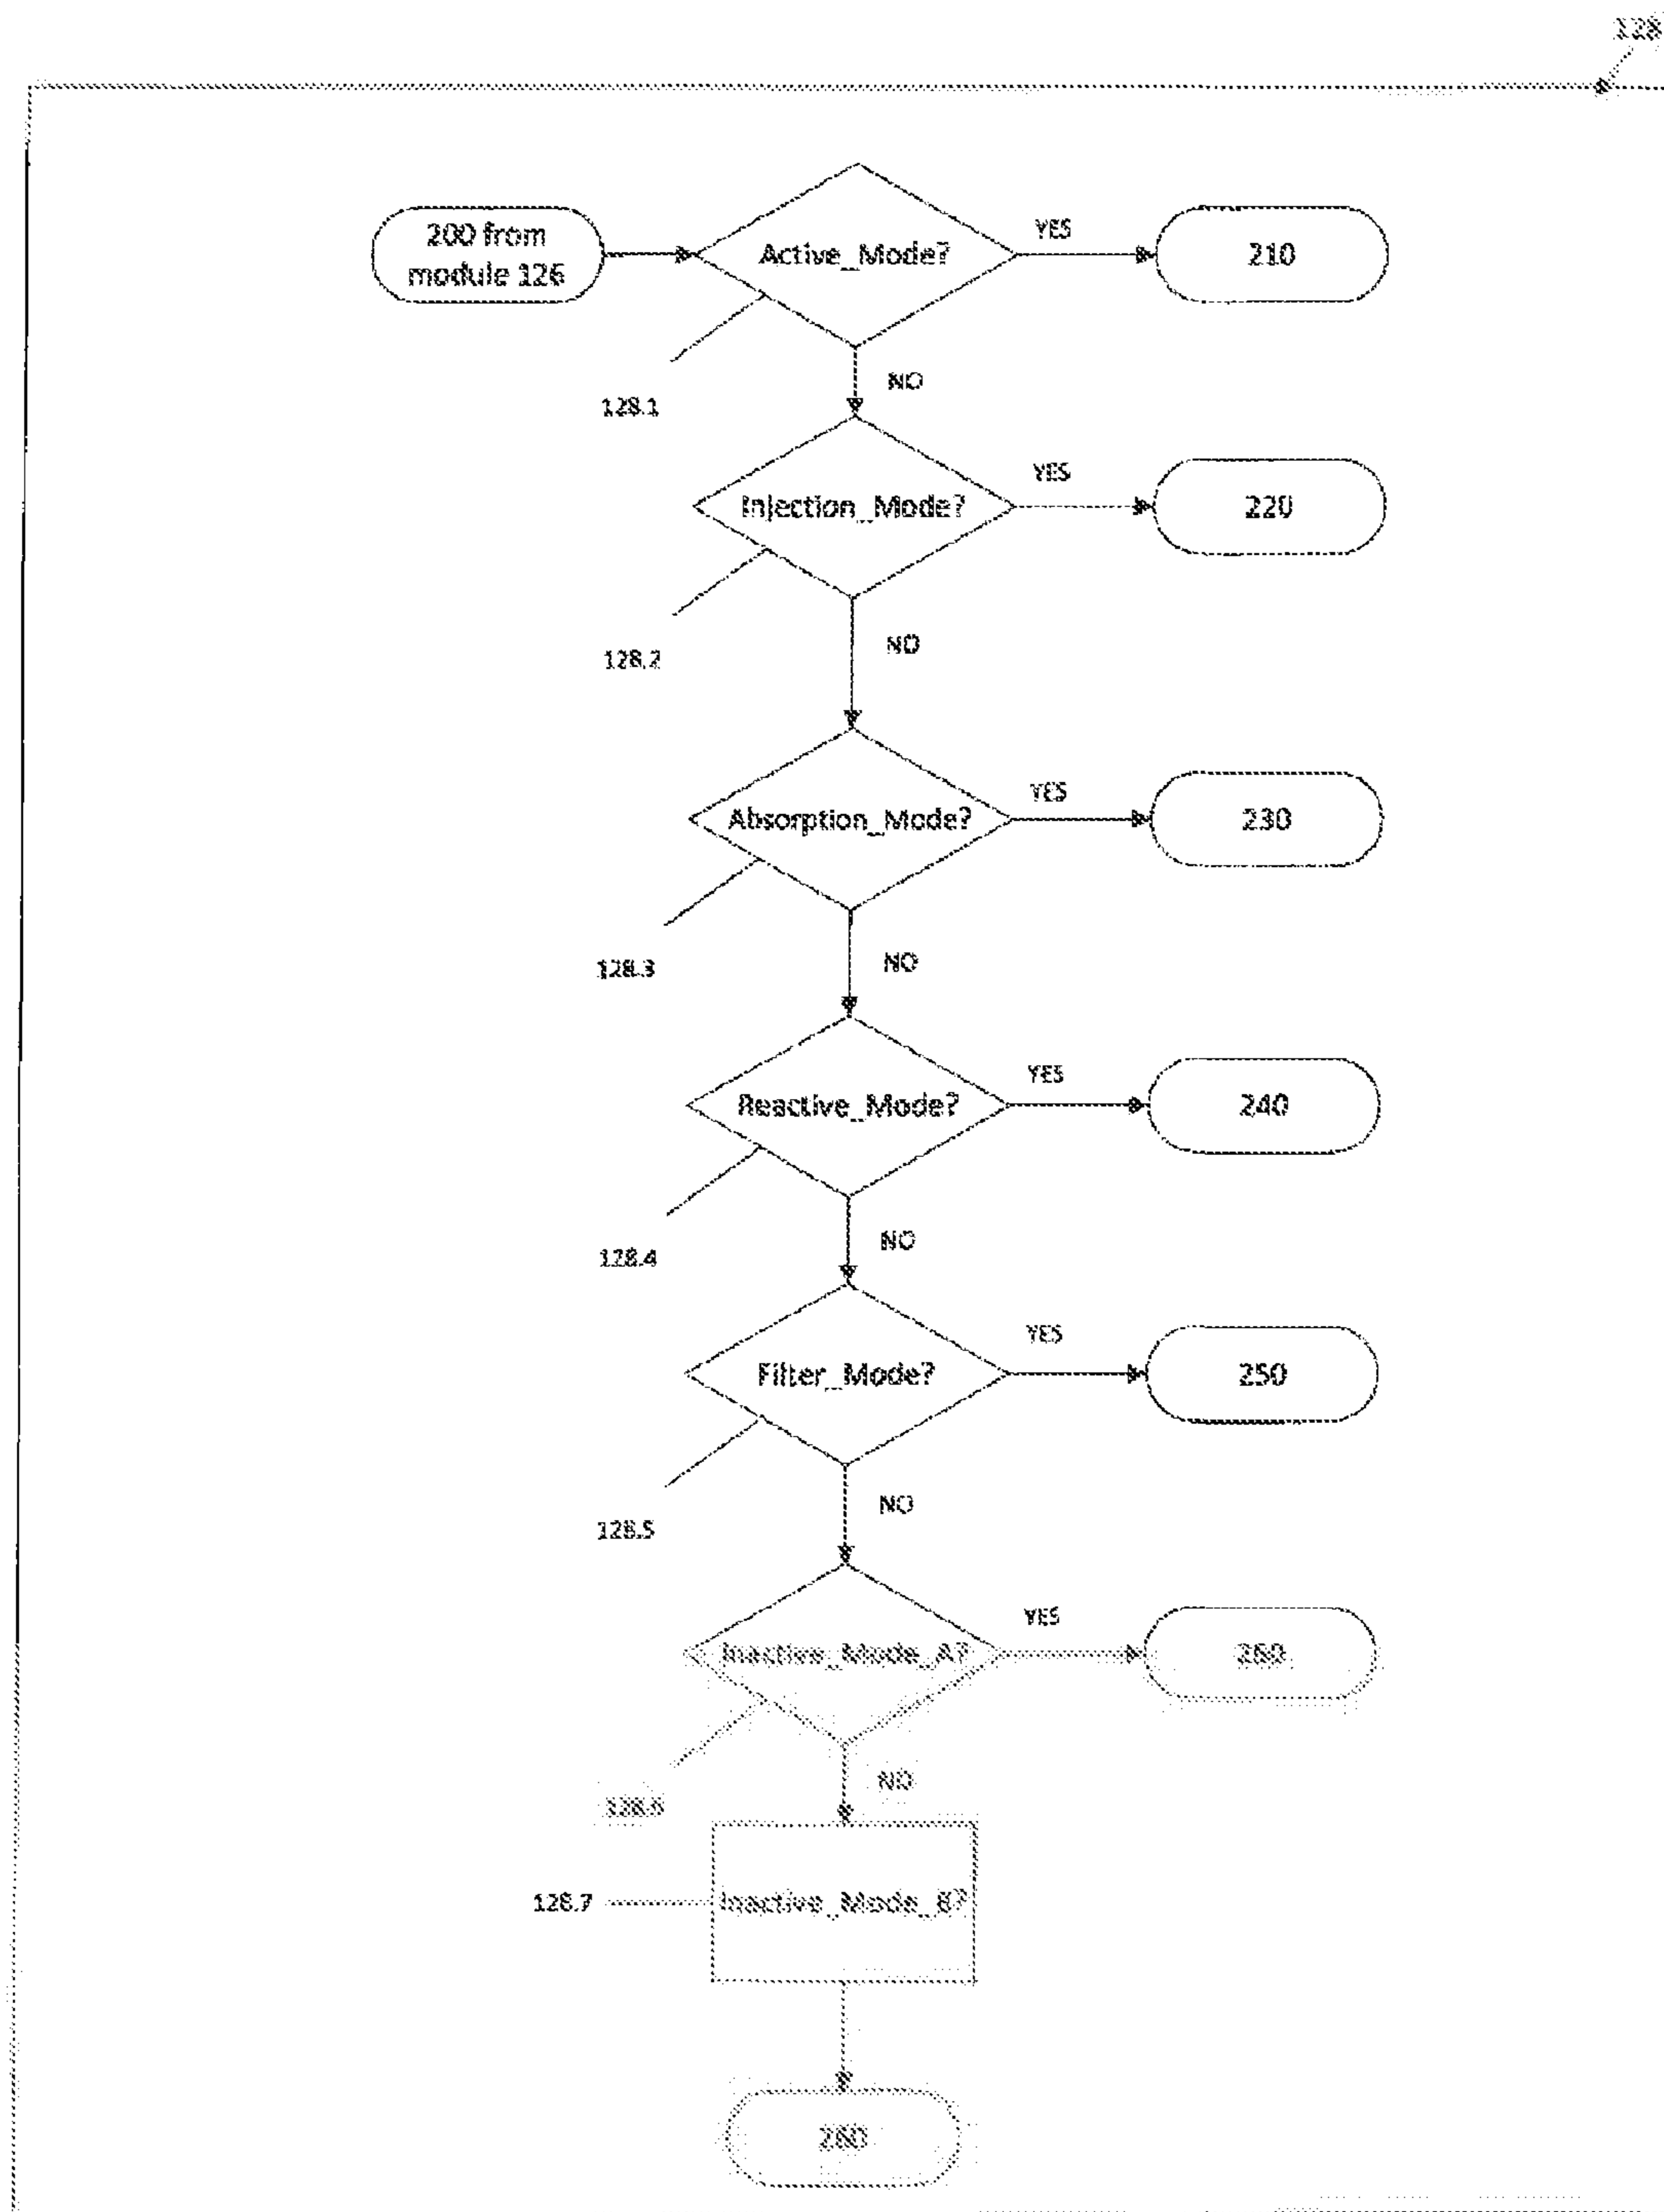 128
200 from
module 126
Active_Mode?
YES
210
128.1
NO
Injection_Mode?
YES
220
128.2
NO
Absorption_Mode?
YES
230
128.3
NO
Reactive_Mode?
YES
240
128.4
NO
Filter_Mode?
YES
250
128.5
NO
Inactive_Mode_A?
YES
260
128.6
NO
128.7
Inactive_Mode_B?